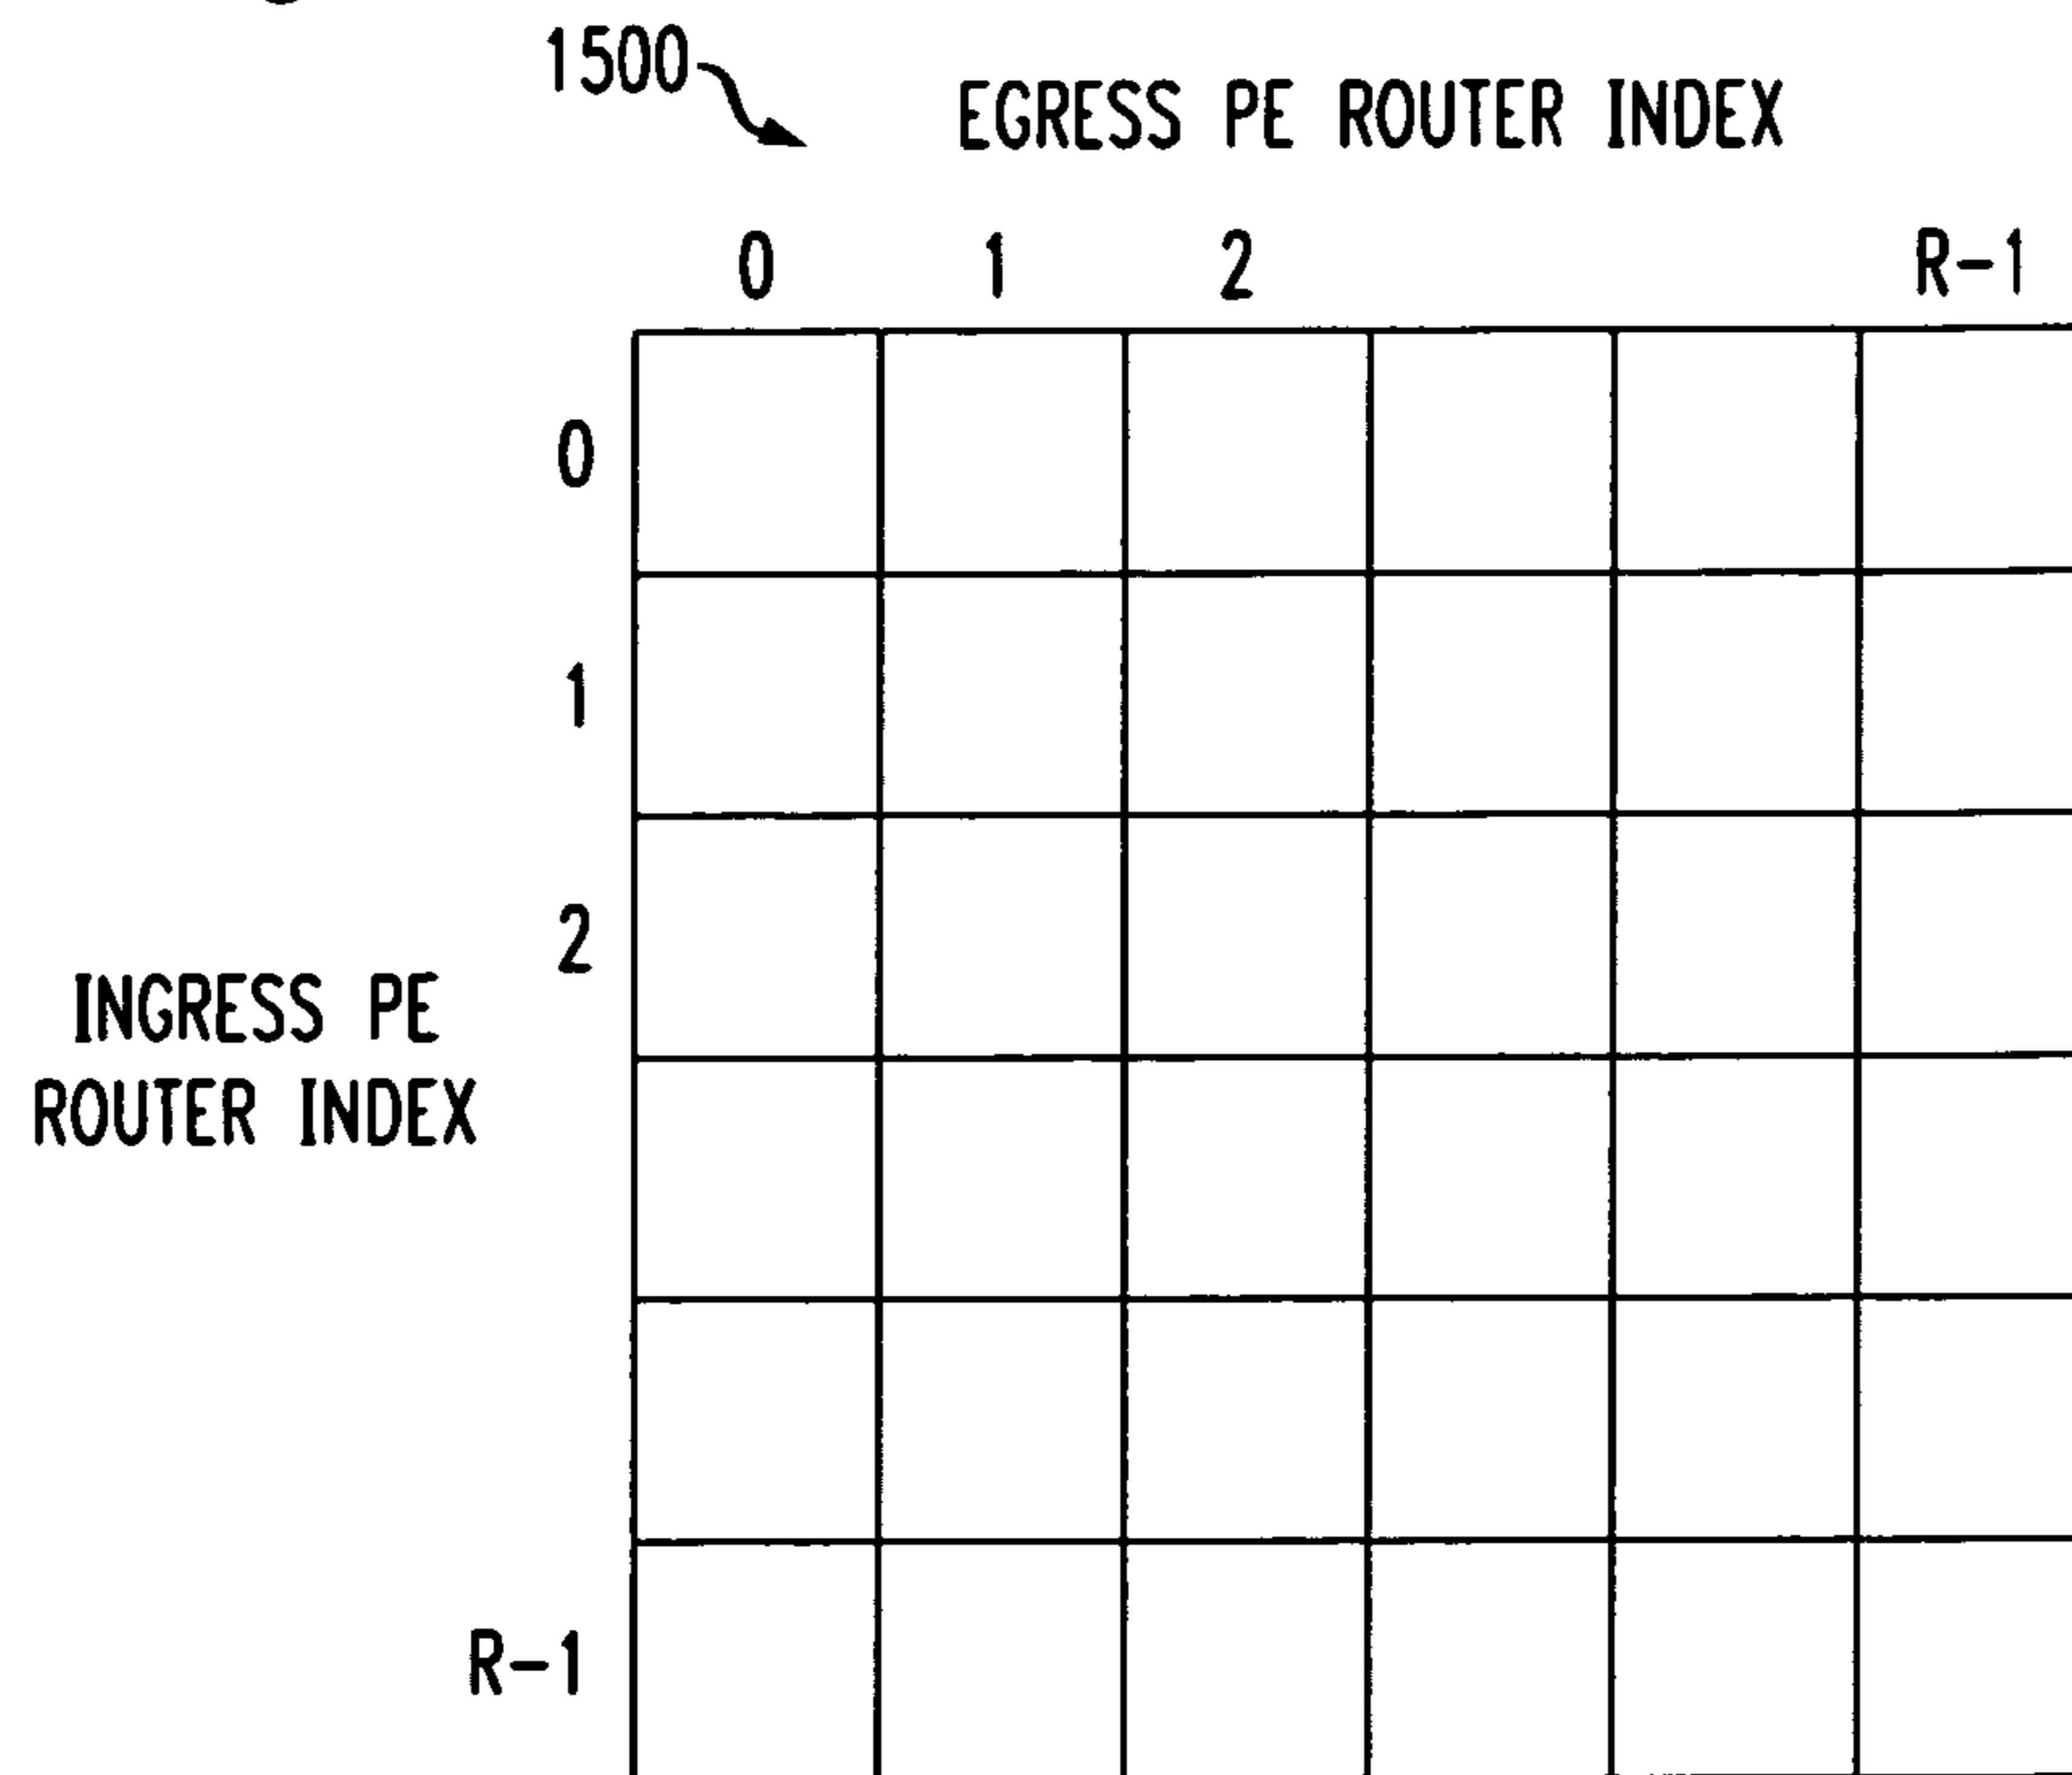 1500
EGRESS PE ROUTER INDEX
0 1 2 R-1
0
1
2
INGRESS PE
ROUTER INDEX
R-1